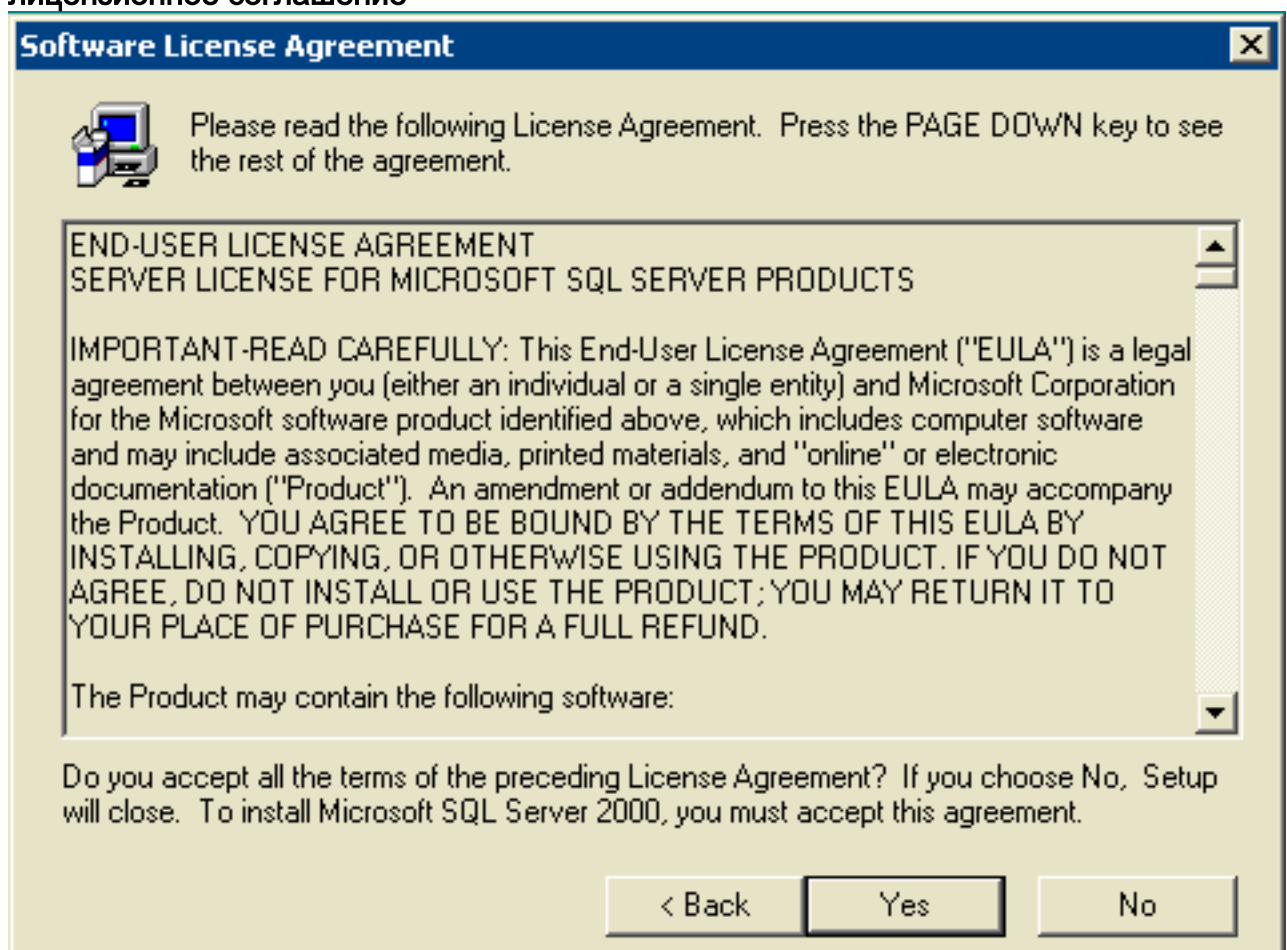 лицензионное соглашение
Software License Agreement
Please read the following License Agreement.  Press the PAGE DOWN key to see
the rest of the agreement.
END-USER LICENSE AGREEMENT
SERVER LICENSE FOR MICROSOFT SQL SERVER PRODUCTS
IMPORTANT-READ CAREFULLY: This End-User License Agreement ("EULA") is a legal
agreement between you (either an individual or a single entity) and Microsoft Corporation
for the Microsoft software product identified above, which includes computer software
and may include associated media, printed materials, and "online" or electronic
documentation ("Product").  An amendment or addendum to this EULA may accompany
the Product.  YOU AGREE TO BE BOUND BY THE TERMS OF THIS EULA BY
INSTALLING, COPYING, OR OTHERWISE USING THE PRODUCT. IF YOU DO NOT
AGREE, DO NOT INSTALL OR USE THE PRODUCT; YOU MAY RETURN IT TO
YOUR PLACE OF PURCHASE FOR A FULL REFUND.
The Product may contain the following software:
Do you accept all the terms of the preceding License Agreement?  If you choose No,  Setup
will close.  To install Microsoft SQL Server 2000, you must accept this agreement.
< Back
Yes
No